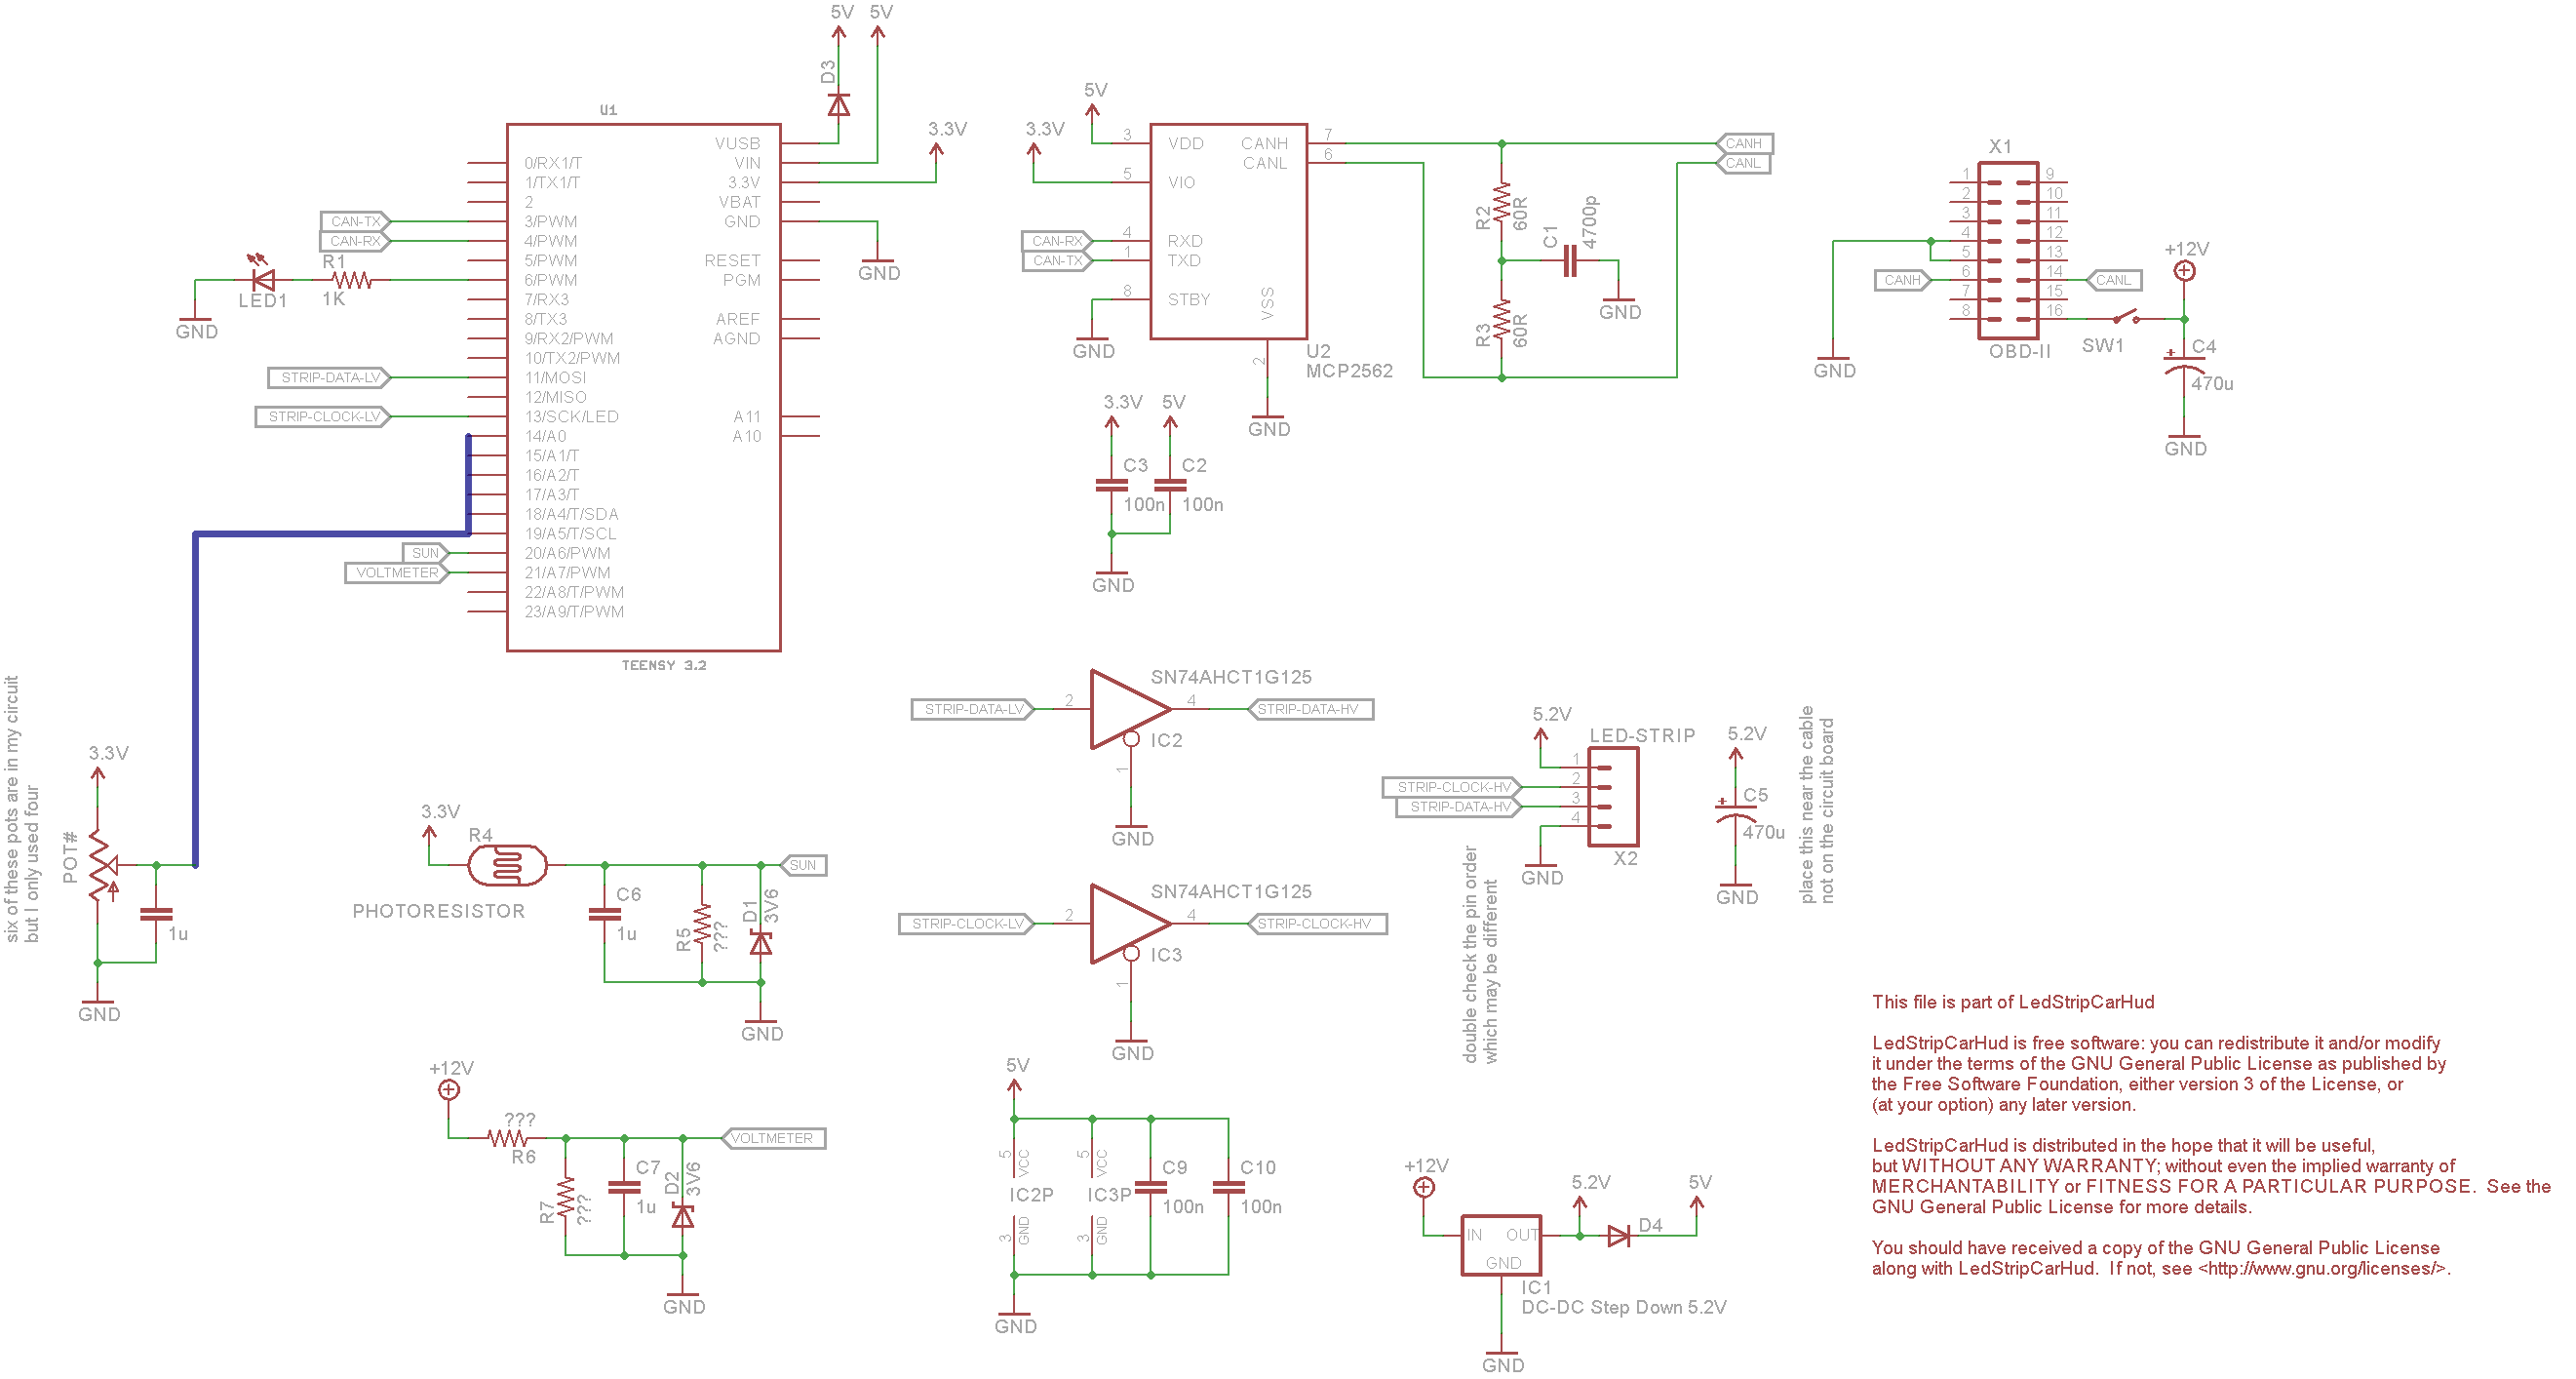 5V
5V
D3
U1
3.3V
VUSB
VIN
3.3V
VBAT
GND
RESET
PGM
AREF
AGND
A11
A10
GND
0/RX1/T
1/TX1/T
2
3/PWM
4/PWM
5/PWM
6/PWM
7/RX3
8/TX3
9/RX2/PWM
10/TX2/PWM
11/MOSI
12/MISO
13/SCK/LED
14/A0
15/A1/T
16/A2/T
17/A3/T
18/A4/T/SDA
19/A5/T/SCL
20/A6/PWM
21/A7/PWM
22/A8/T/PWM
23/A9/T/PWM
TEENSY 3.2
CAN-TX
CAN-RX
R1
1K
LED1
GND
STRIP-DATA-LV
STRIP-CLOCK-LV
SUN
VOLTMETER
5V
3.3V
3
5
4
1
8
VDD
VIO
RXD
TXD
STBY
CANH
CANL
VSS
7
6
2
CAN-RX
CAN-TX
GND
U2
MCP2562
GND
CANH
CANL
R2
60R
R3
60R
C1
4700p
GND
3.3V
5V
C3
100n
C2
100n
GND
X1
1
2
3
4
5
6
7
8
9
10
11
12
13
14
15
16
OBD-II
CANH
CANL
GND
SW1
+12V
C4
470u
GND
six of these pots are in my circuit
but I only used four
3.3V
POT#
1u
GND
3.3V
R4
PHOTORESISTOR
SUN
C6
1u
R5
???
D1
3V6
GND
+12V
???
R6
VOLTMETER
R7
???
C7
1u
D2
3V6
GND
SN74AHCT1G125
STRIP-DATA-LV
2
4
STRIP-DATA-HV
IC2
1
GND
SN74AHCT1G125
STRIP-CLOCK-LV
2
4
STRIP-CLOCK-HV
IC3
1
GND
5V
5
VCC
5
VCC
IC2P
IC3P
3
GND
3
GND
C9
100n
C10
100n
GND
5.2V
LED-STRIP
1
2
3
4
STRIP-CLOCK-HV
STRIP-DATA-HV
X2
GND
double check the pin order
which may be different
5.2V
C5
470u
GND
place this near the cable
not on the circuit board
+12V
IN
OUT
GND
IC1
DC-DC Step Down 5.2V
5.2V
D4
5V
GND
This file is part of LedStripCarHud
LedStripCarHud is free software: you can redistribute it and/or modify
it under the terms of the GNU General Public License as published by
the Free Software Foundation, either version 3 of the License, or
(at your option) any later version.
LedStripCarHud is distributed in the hope that it will be useful,
but WITHOUT ANY WARRANTY; without even the implied warranty of
MERCHANTABILITY or FITNESS FOR A PARTICULAR PURPOSE.  See the
GNU General Public License for more details.
You should have received a copy of the GNU General Public License
along with LedStripCarHud.  If not, see <http://www.gnu.org/licenses/>.